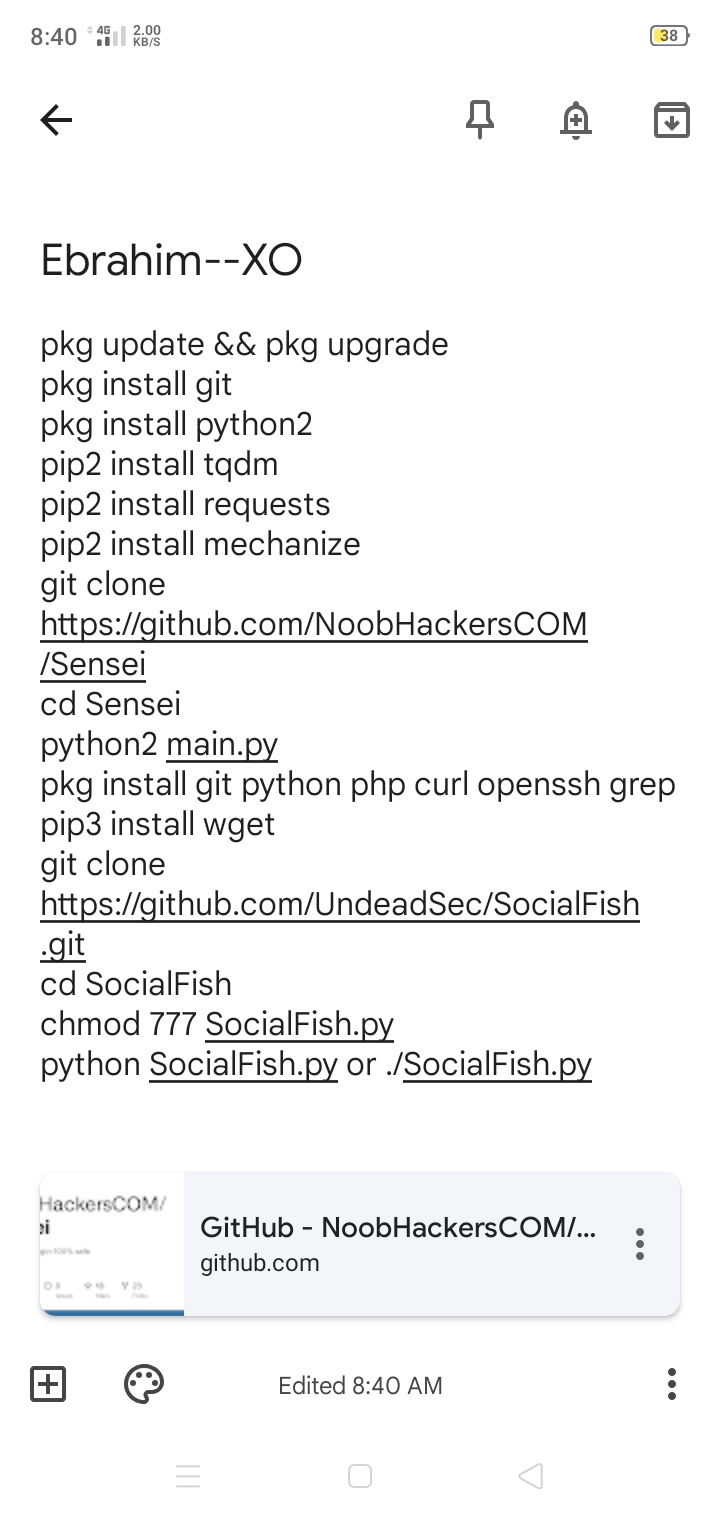 8:40 4G 2.00 KB/S 38
Ebrahim--XO
pkg update && pkg upgrade
pkg install git
pkg install python2
pip2 install tqdm
pip2 install requests
pip2 install mechanize
git clone
https://github.com/NoobHackersCOM
/Sensei
cd Sensei
python2 main.py
pkg install git python php curl openssh grep
pip3 install wget
git clone
https://github.com/UndeadSec/SocialFish
.git
cd SocialFish
chmod 777 SocialFish.py
python SocialFish.py or ./SocialFish.py
HackersCOM/
ei
GitHub - NoobHackersCOM/...
github.com
Edited 8:40 AM